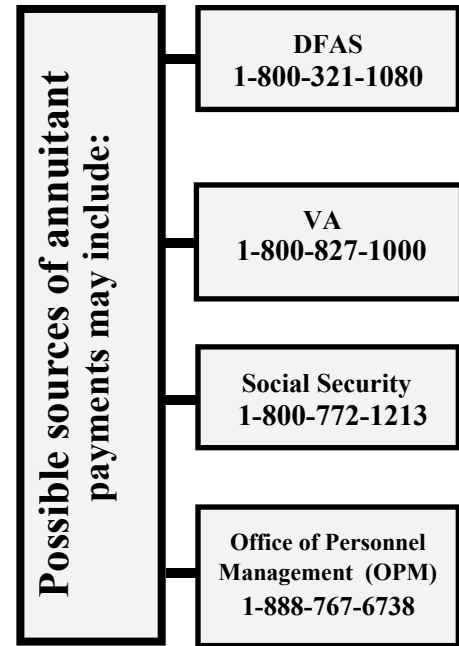 Possible sources of annuitant
payments may include:
DFAS
1-800-321-1080
VA
1-800-827-1000
Social Security
1-800-772-1213
Office of Personnel
Management (OPM)
1-888-767-6738